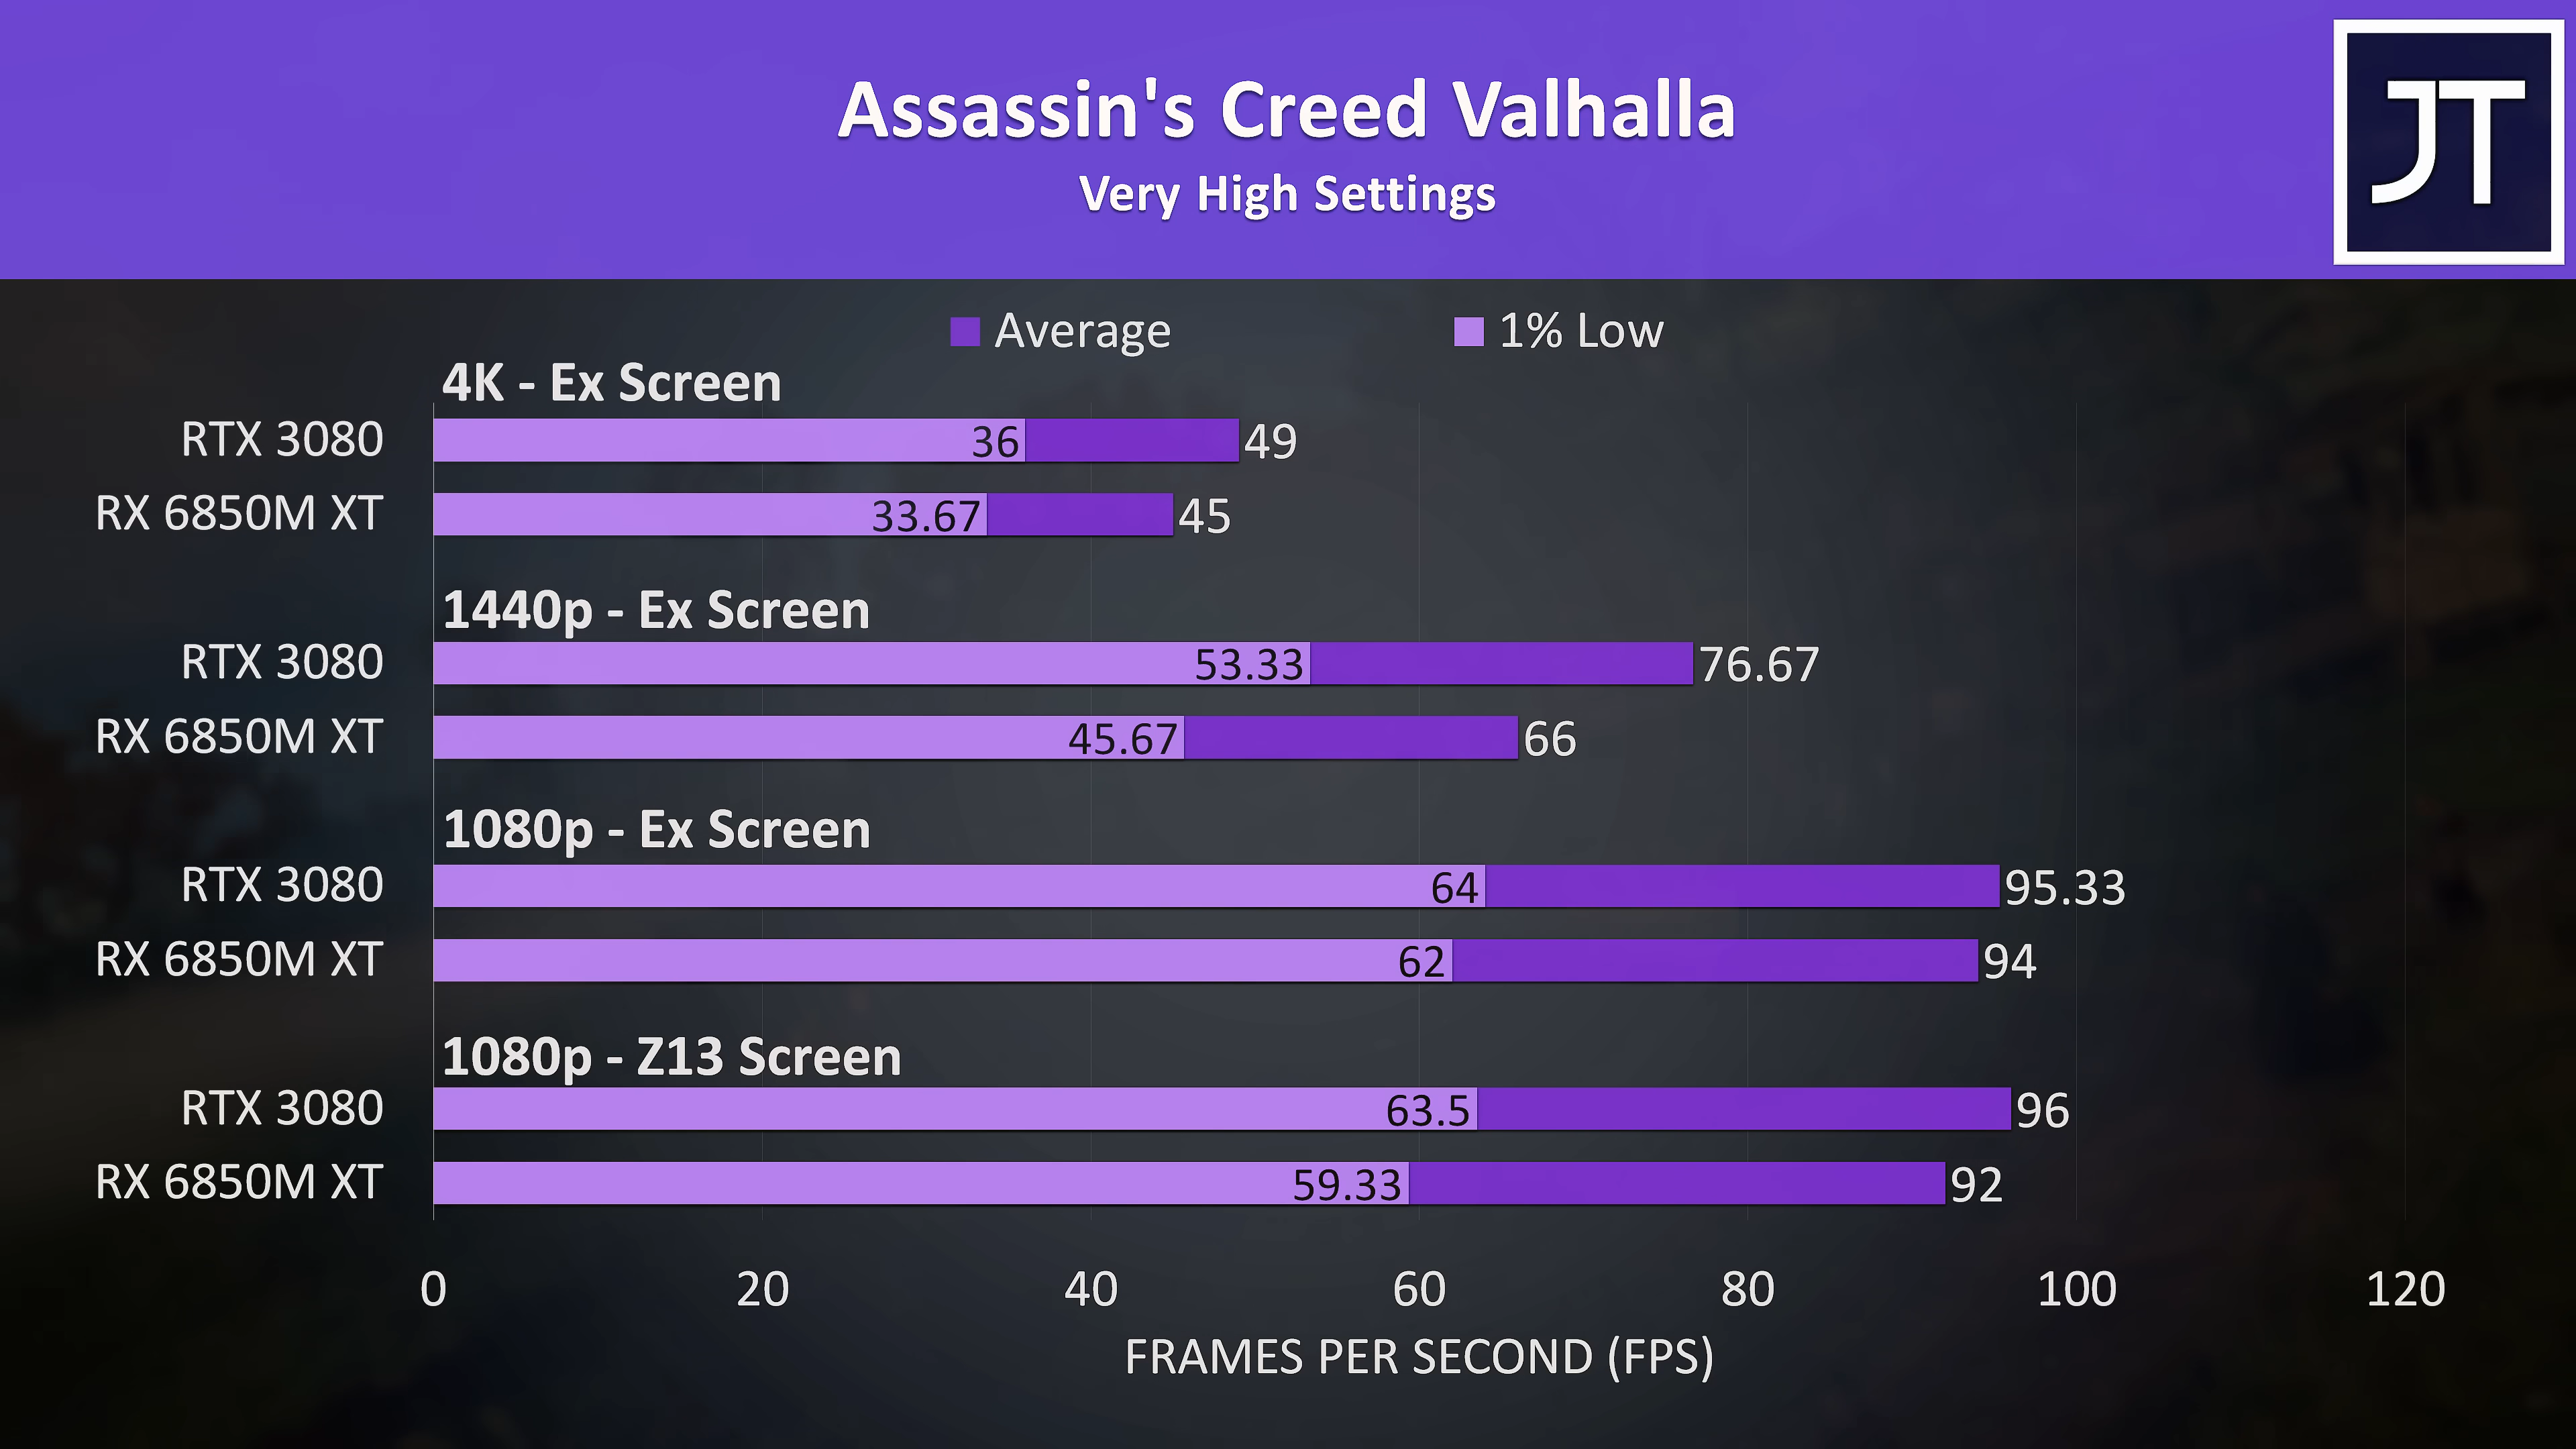 Assassin's Creed Valhalla
Very High Settings
JT
Average 1% Low
4K - Ex Screen
RTX 3080 36 49
RX 6850M XT 33.67 45
1440p - Ex Screen
RTX 3080 53.33 76.67
RX 6850M XT 45.67 66
1080p - Ex Screen
RTX 3080 64 95.33
RX 6850M XT 62 94
1080p - Z13 Screen
RTX 3080 63.5 96
RX 6850M XT 59.33 92
0 20 40 60 80 100 120
FRAMES PER SECOND (FPS)